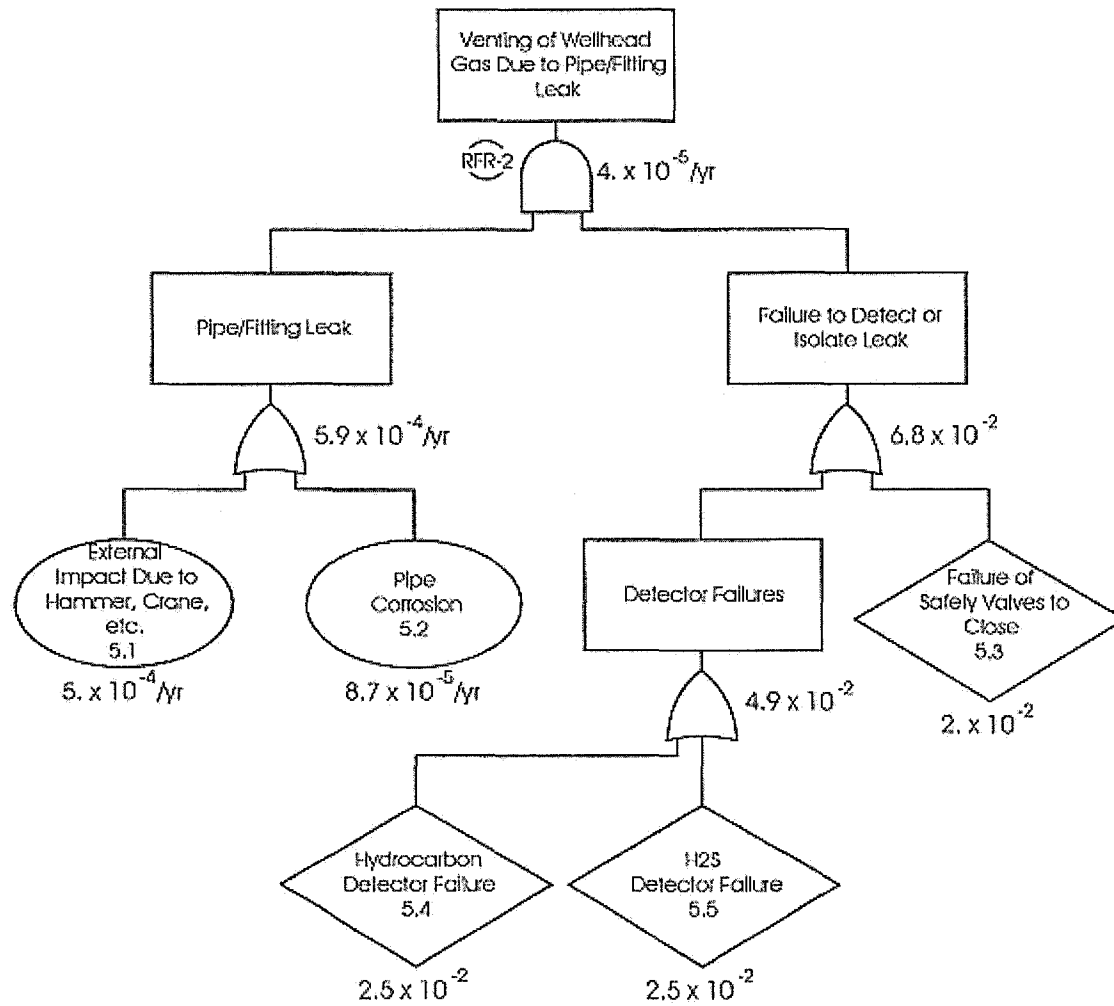 Venting of Wellhead
Gas Due to Pipe/Fitting
Leak
RFR-2
4. x 10^-5/yr
Pipe/Fitting Leak
Failure to Detect or
Isolate Leak
5.9 x 10^-4/yr
6.8 x 10^-2
External
Impact Due to
Hammer, Crane,
etc.
5.1
5. x 10^-4/yr
Pipe
Corrosion
5.2
8.7 x 10^-5/yr
Detector Failures
Failure of
Safely Valves to
Close
5.3
2. x 10^-2
4.9 x 10^-2
Hydrocarbon
Detector Failure
5.4
2.5 x 10^-2
H2S
Detector Failure
5.5
2.5 x 10^-2